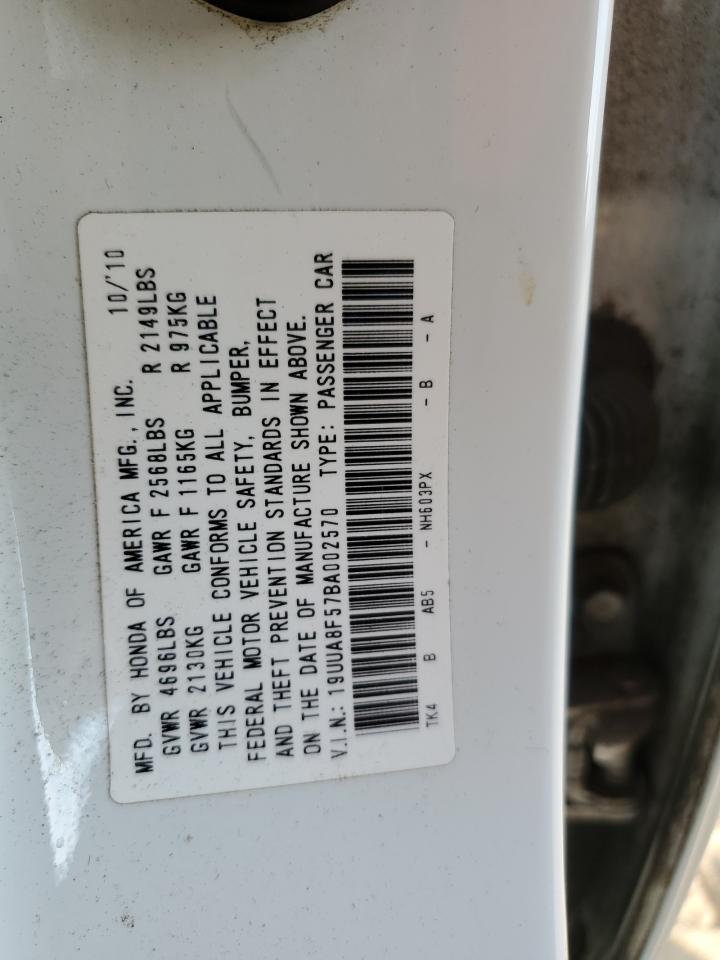 MFD. BY HONDA OF AMERICA MFG., INC. 10/'10
GVWR 4696LBS GAWR F 2568LBS R 2149LBS
GVWR 2130KG GAWR F 1165KG R 975KG
THIS VEHICLE CONFORMS TO ALL APPLICABLE
FEDERAL MOTOR VEHICLE SAFETY, BUMPER,
AND THEFT PREVENTION STANDARDS IN EFFECT
ON THE DATE OF MANUFACTURE SHOWN ABOVE.
V.I.N.: 19UUA8F57BA002570 TYPE: PASSENGER CAR
TK4 B AB5 - NH603PX - B - A